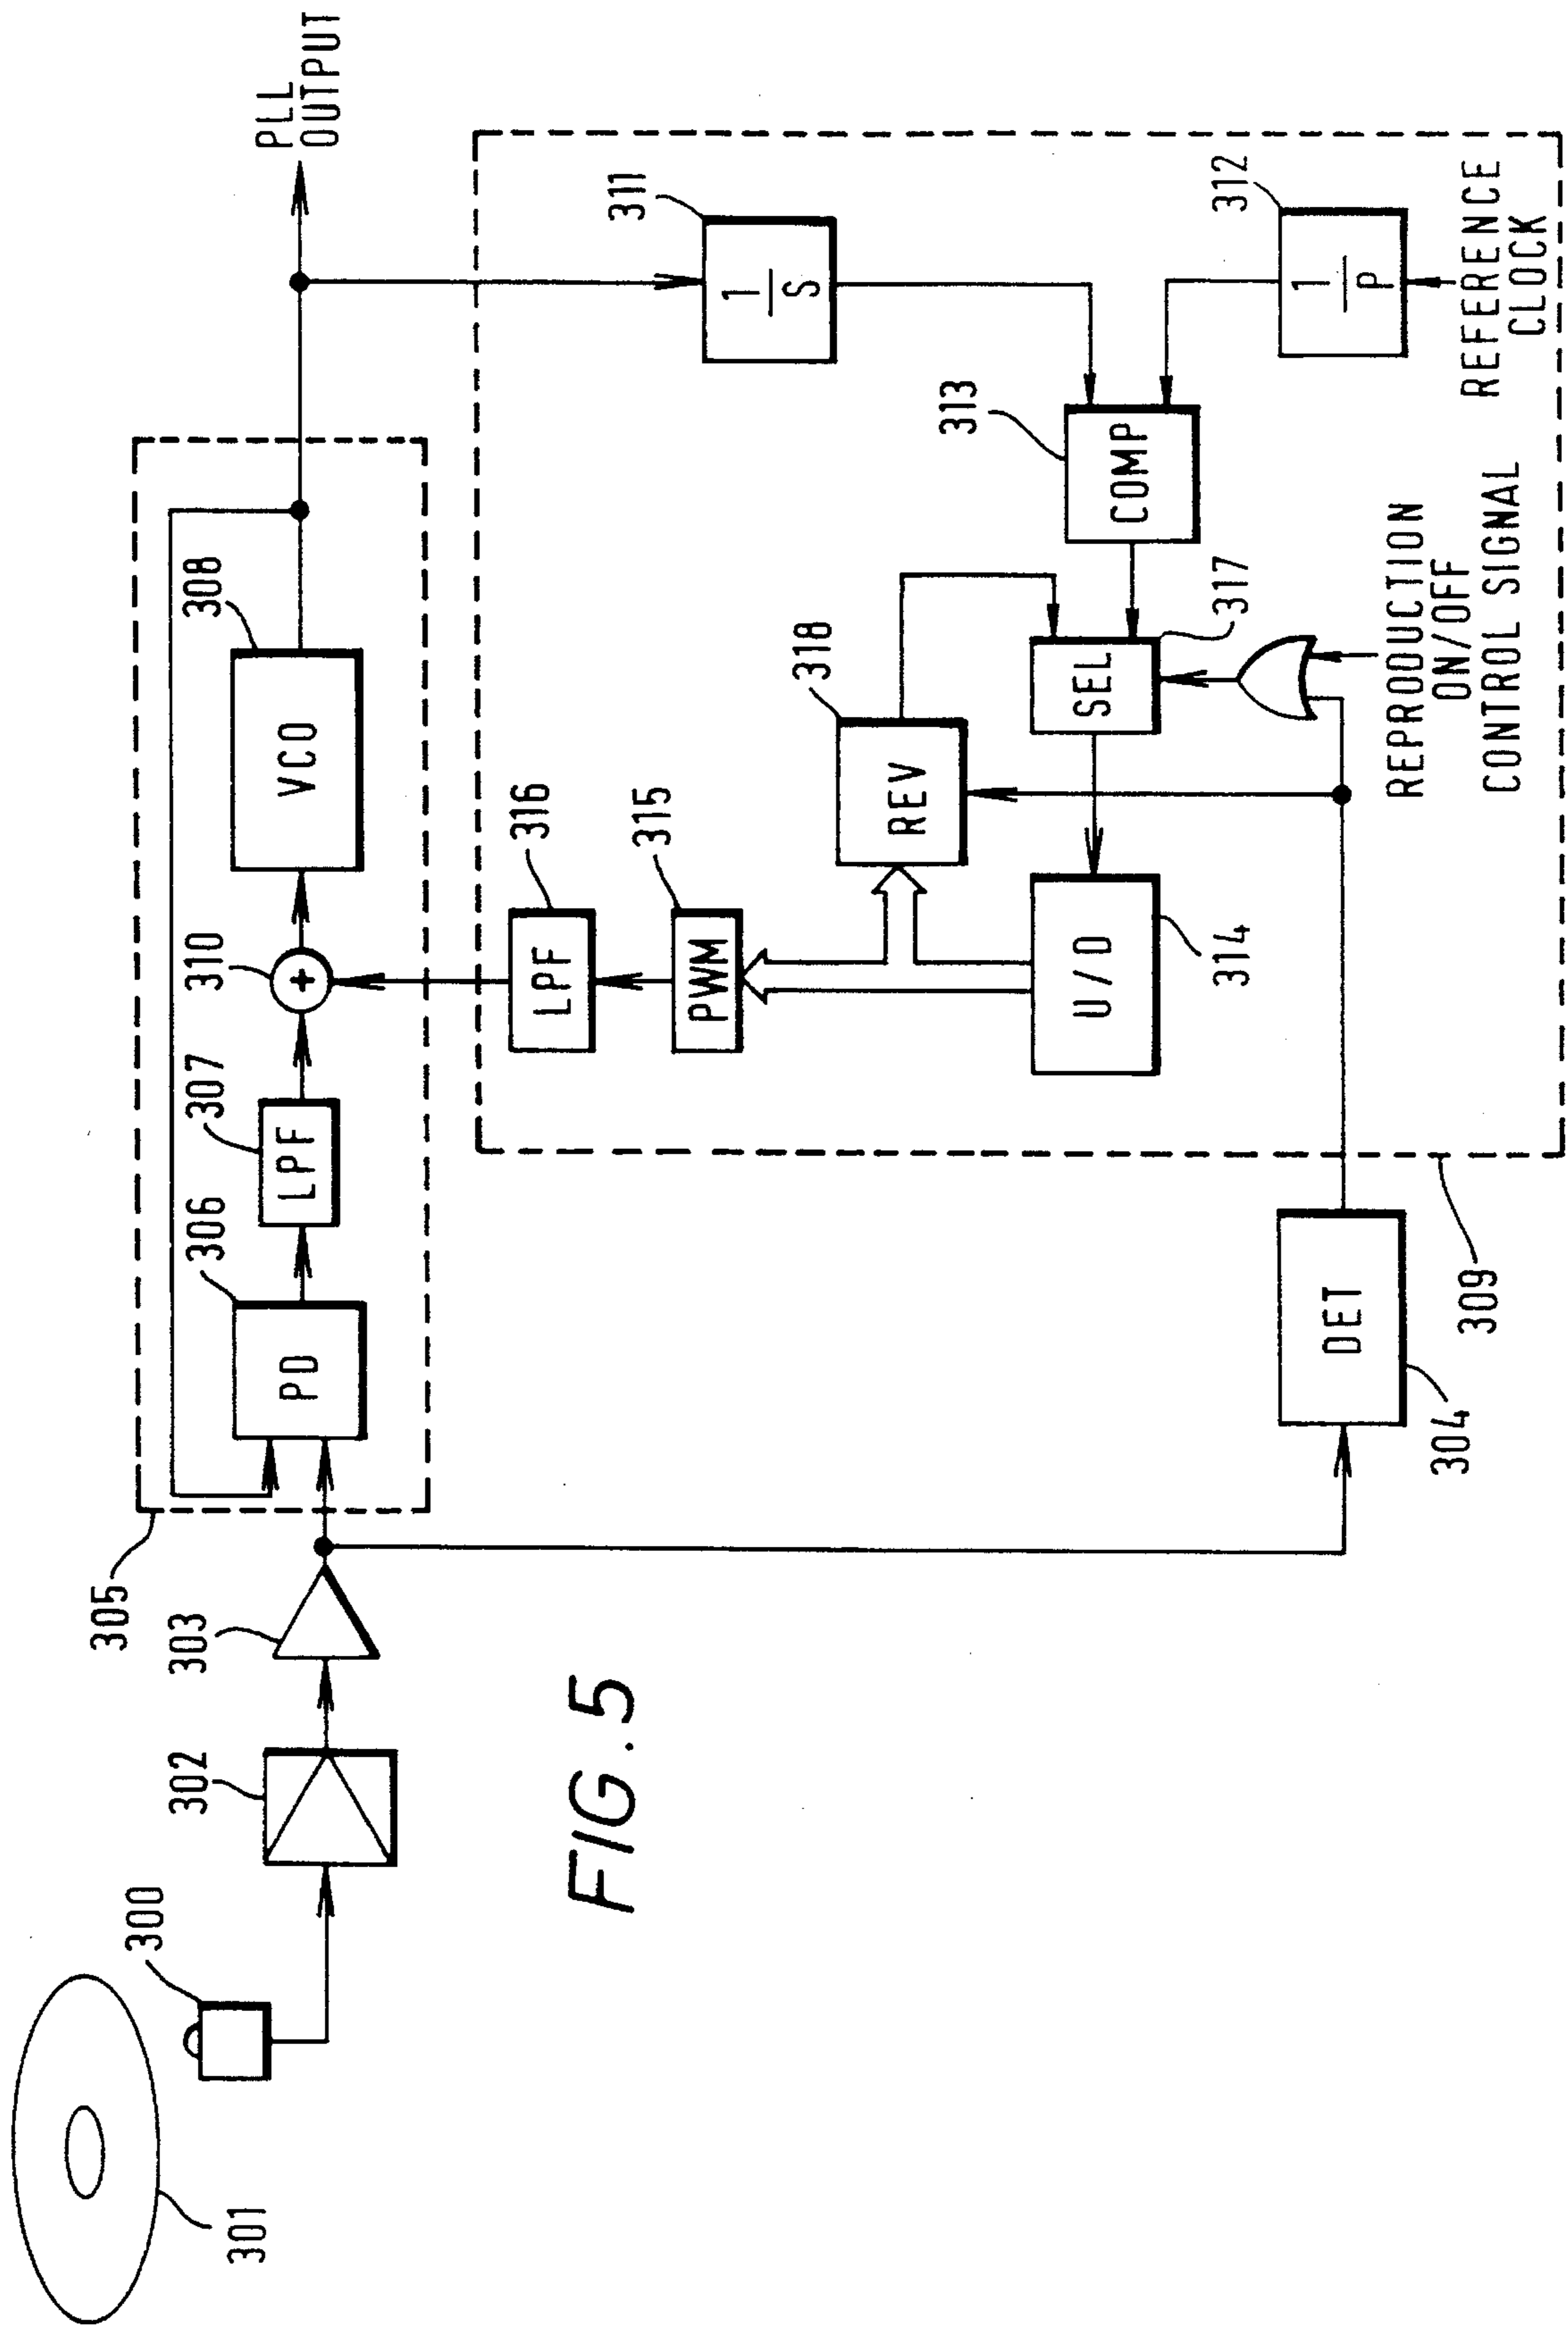 301
300
302
303
305
306
PD
307
LPF
310
+
308
VCO
PLL
OUTPUT
316
LPF
315
PWM
318
REV
314
U/D
317
SEL
313
COMP
311
1
S
312
1
P
REFERENCE
CLOCK
REPRODUCTION
ON/OFF
CONTROL SIGNAL
304
DET
309
FIG. 5